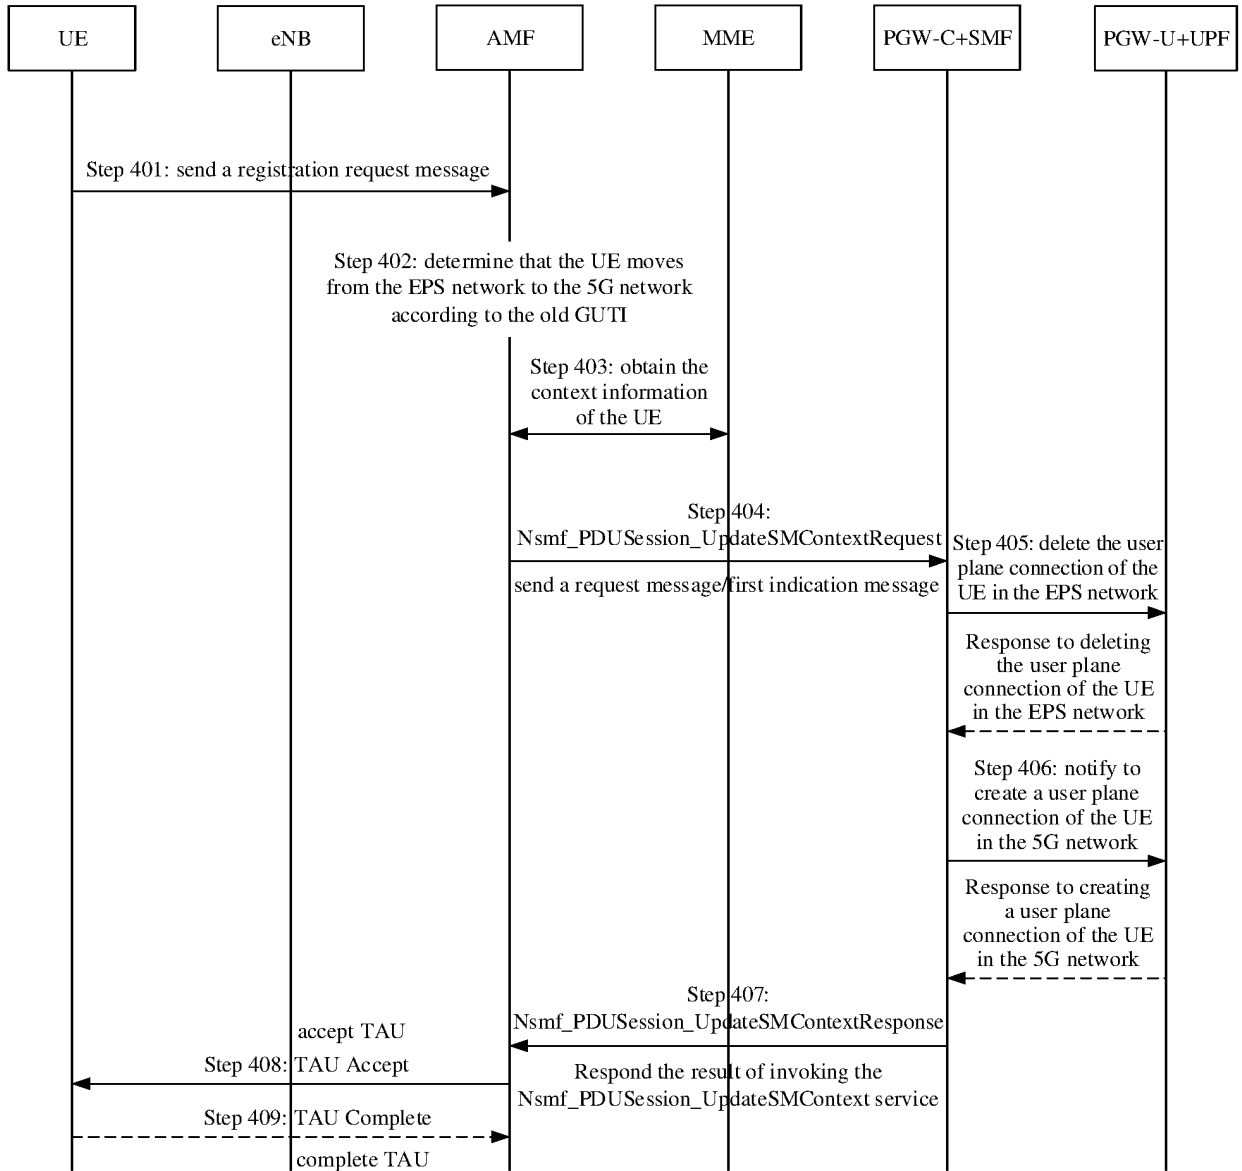 UE
eNB
AMF
MME
PGW-C+SMF
PGW-U+UPF
Step 401: send a registration request message
Step 402: determine that the UE moves
from the EPS network to the 5G network
according to the old GUTI
Step 403: obtain the
context information
of the UE
Step 404:
Nsmf_PDUSession_UpdateSMContextRequest
send a request message/first indication message
Step 405: delete the user
plane connection of the
UE in the EPS network
Response to deleting
the user plane
connection of the UE
in the EPS network
Step 406: notify to
create a user plane
connection of the UE
in the 5G network
Response to creating
a user plane
connection of the UE
in the 5G network
Step 407:
Nsmf_PDUSession_UpdateSMContextResponse
Respond the result of invoking the
Nsmf_PDUSession_UpdateSMContext service
accept TAU
Step 408: TAU Accept
Step 409: TAU Complete
complete TAU